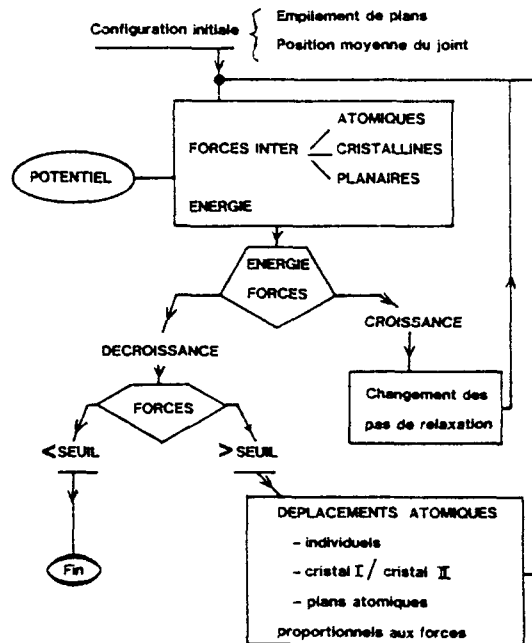 Configuration initiale { Empilement de plans
Position moyenne du joint
ATOMIQUES
FORCES INTER CRISTALLINES
PLANAIRES
POTENTIEL
ENERGIE
ENERGIE
FORCES
CROISSANCE
DECROISSANCE
Changement des
pas de relaxation
FORCES
< SEUIL
> SEUIL
DEPLACEMENTS ATOMIQUES
- individuels
- cristal I / cristal II
- plans atomiques
proportionnels aux forces
Fin